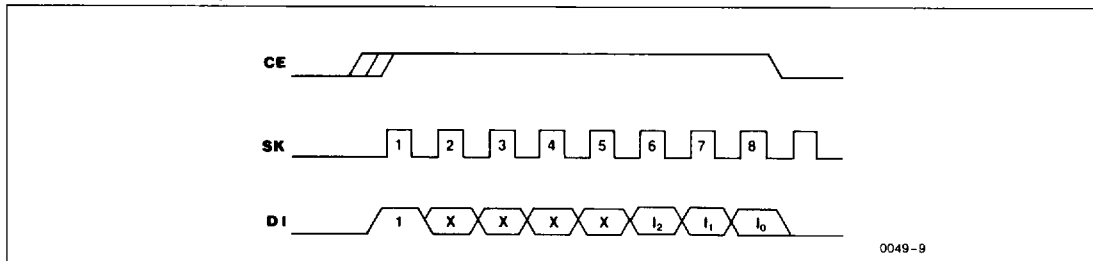 CE
SK 1 2 3 4 5 6 7 8
DI 1 X X X X I₂ I₁ I₀
0049-9